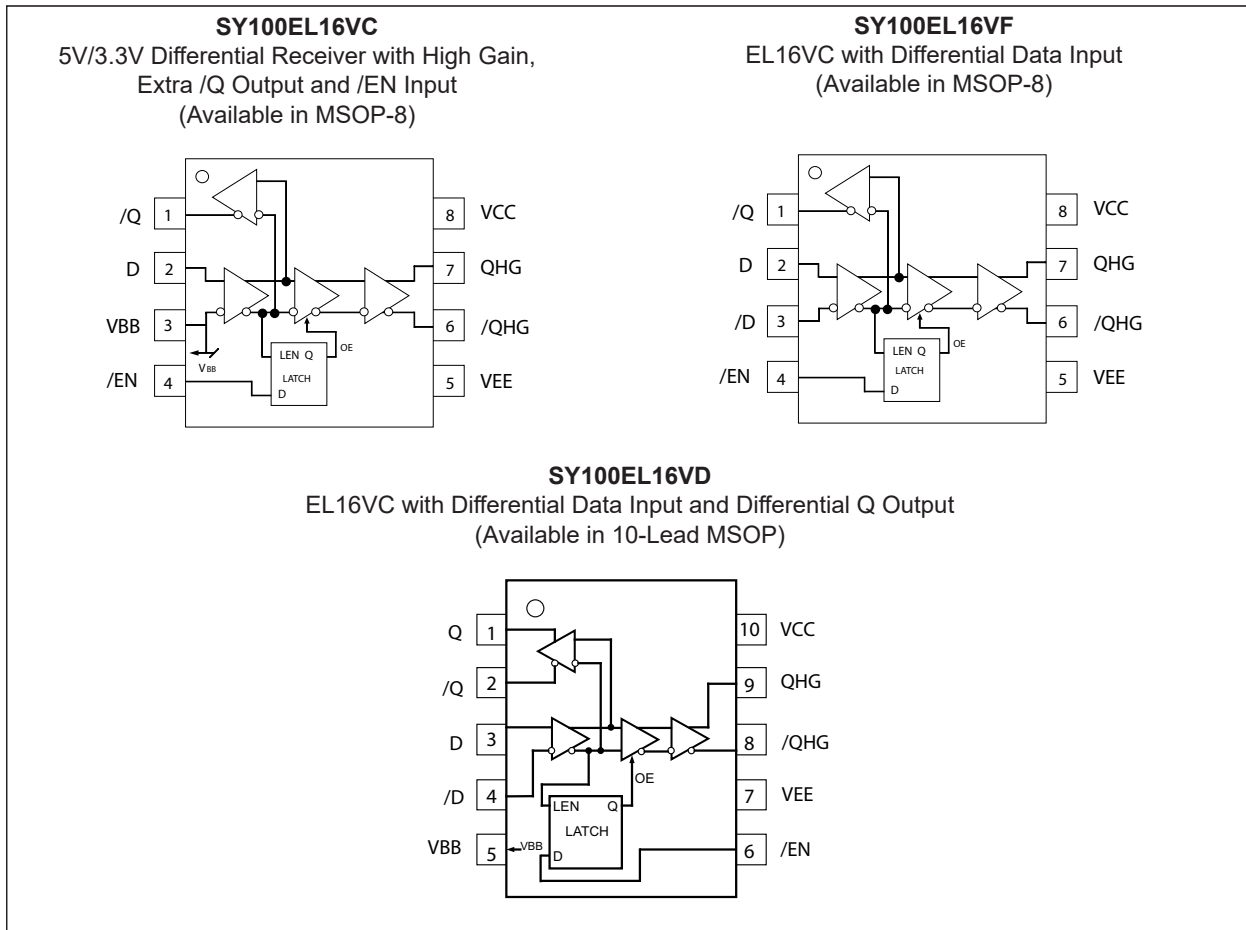 SY100EL16VC
5V/3.3V Differential Receiver with High Gain,
Extra /Q Output and /EN Input
(Available in MSOP-8)
/Q 1
8 VCC
D 2
7 QHG
VBB 3
6 /QHG
VBB
OE
LEN Q
LATCH
D
/EN 4
5 VEE
SY100EL16VF
EL16VC with Differential Data Input
(Available in MSOP-8)
/Q 1
8 VCC
D 2
7 QHG
/D 3
6 /QHG
OE
LEN Q
LATCH
D
/EN 4
5 VEE
SY100EL16VD
EL16VC with Differential Data Input and Differential Q Output
(Available in 10-Lead MSOP)
Q 1
10 VCC
/Q 2
9 QHG
D 3
8 /QHG
OE
/D 4
7 VEE
LEN Q
LATCH
VBB 5
VBB
D
6 /EN